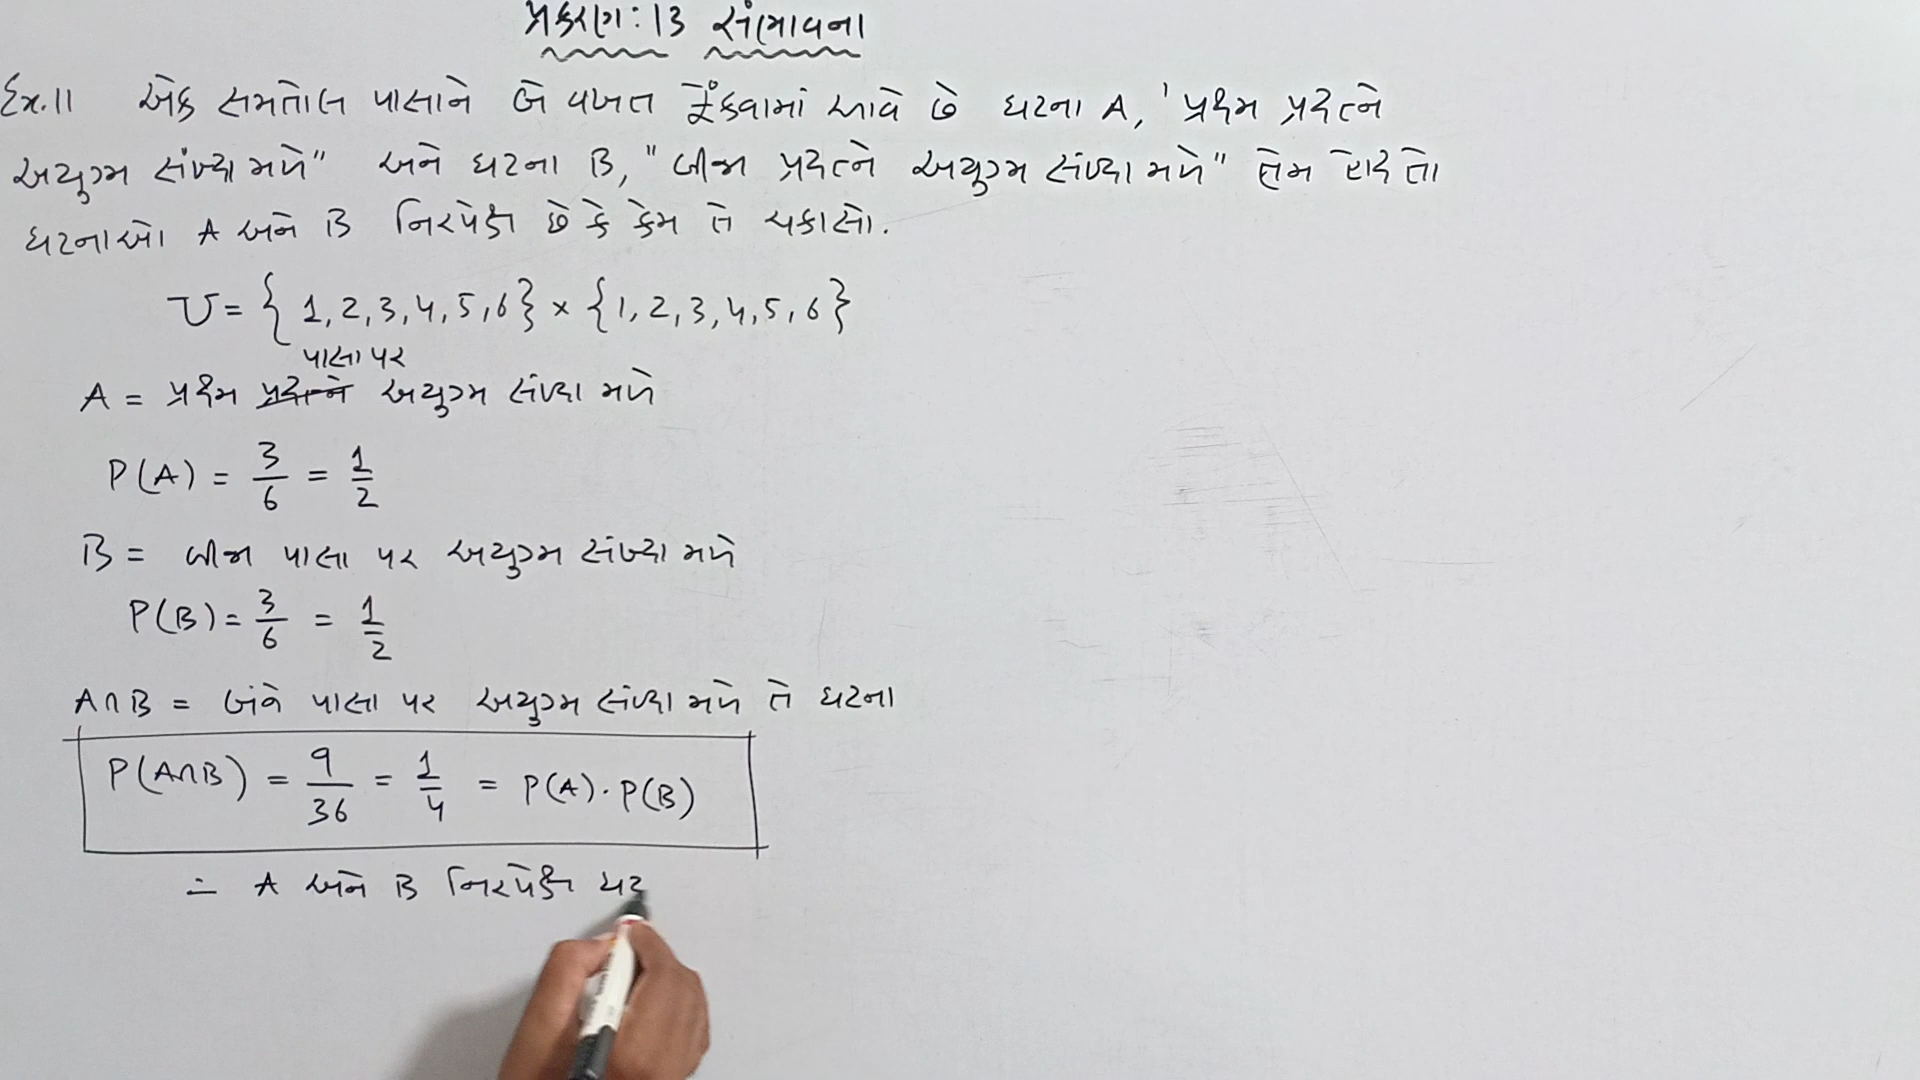 પ્રકરણ : 13 સંભાવના
Ex.11 એક સમતોલ પાસાને બે વખત ફેંકવામાં આવે છે ઘટના A, ' પ્રથમ પ્રયત્ને
અયુગ્મ સંખ્યા મળે" અને ઘટના B, "બીજા પ્રયત્ને અયુગ્મ સંખ્યા મળે" તેમ હોય તો
ઘટનાઓ A અને B નિરપેક્ષ છે કે કેમ તે ચકાસો.
U = { 1, 2, 3, 4, 5, 6 } × { 1, 2, 3, 4, 5, 6 }
પાસા પર
A = પ્રથમ પ્રયત્ને અયુગ્મ સંખ્યા મળે
P(A) = 3/6 = 1/2
B = બીજા પાસા પર અયુગ્મ સંખ્યા મળે
P(B) = 3/6 = 1/2
A∩B = બંને પાસા પર અયુગ્મ સંખ્યા મળે તે ઘટના
P(A∩B) = 9/36 = 1/4 = P(A) · P(B)
∴ A અને B નિરપેક્ષ ઘટ